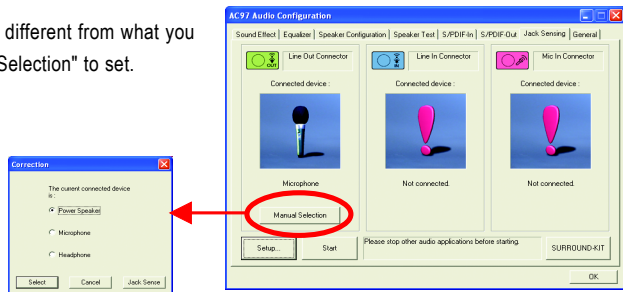 different from what you
Selection" to set.
AC97 Audio Configuration
Sound Effect Equalizer Speaker Configuration Speaker Test S/PDIF-In S/PDIF-Out Jack Sensing General
OUT Line Out Connector
IN Line In Connector
Mic In Connector
Connected device :
Connected device :
Connected device :
Microphone
Not connected.
Not connected.
Manual Selection
Setup... Start Please stop other audio applications before starting. SURROUND-KIT
OK
Correction
The current connected device
is :
Power Speaker
Microphone
Headphone
Select Cancel Jack Sense